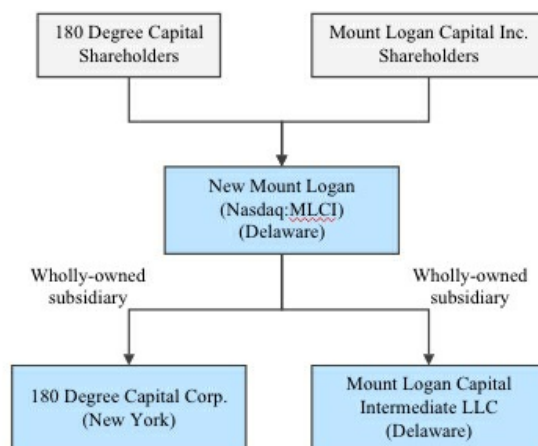 180 Degree Capital
Shareholders
Mount Logan Capital Inc.
Shareholders
New Mount Logan
(Nasdaq:MLCI)
(Delaware)
Wholly-owned
subsidiary
Wholly-owned
subsidiary
180 Degree Capital Corp.
(New York)
Mount Logan Capital
Intermediate LLC
(Delaware)